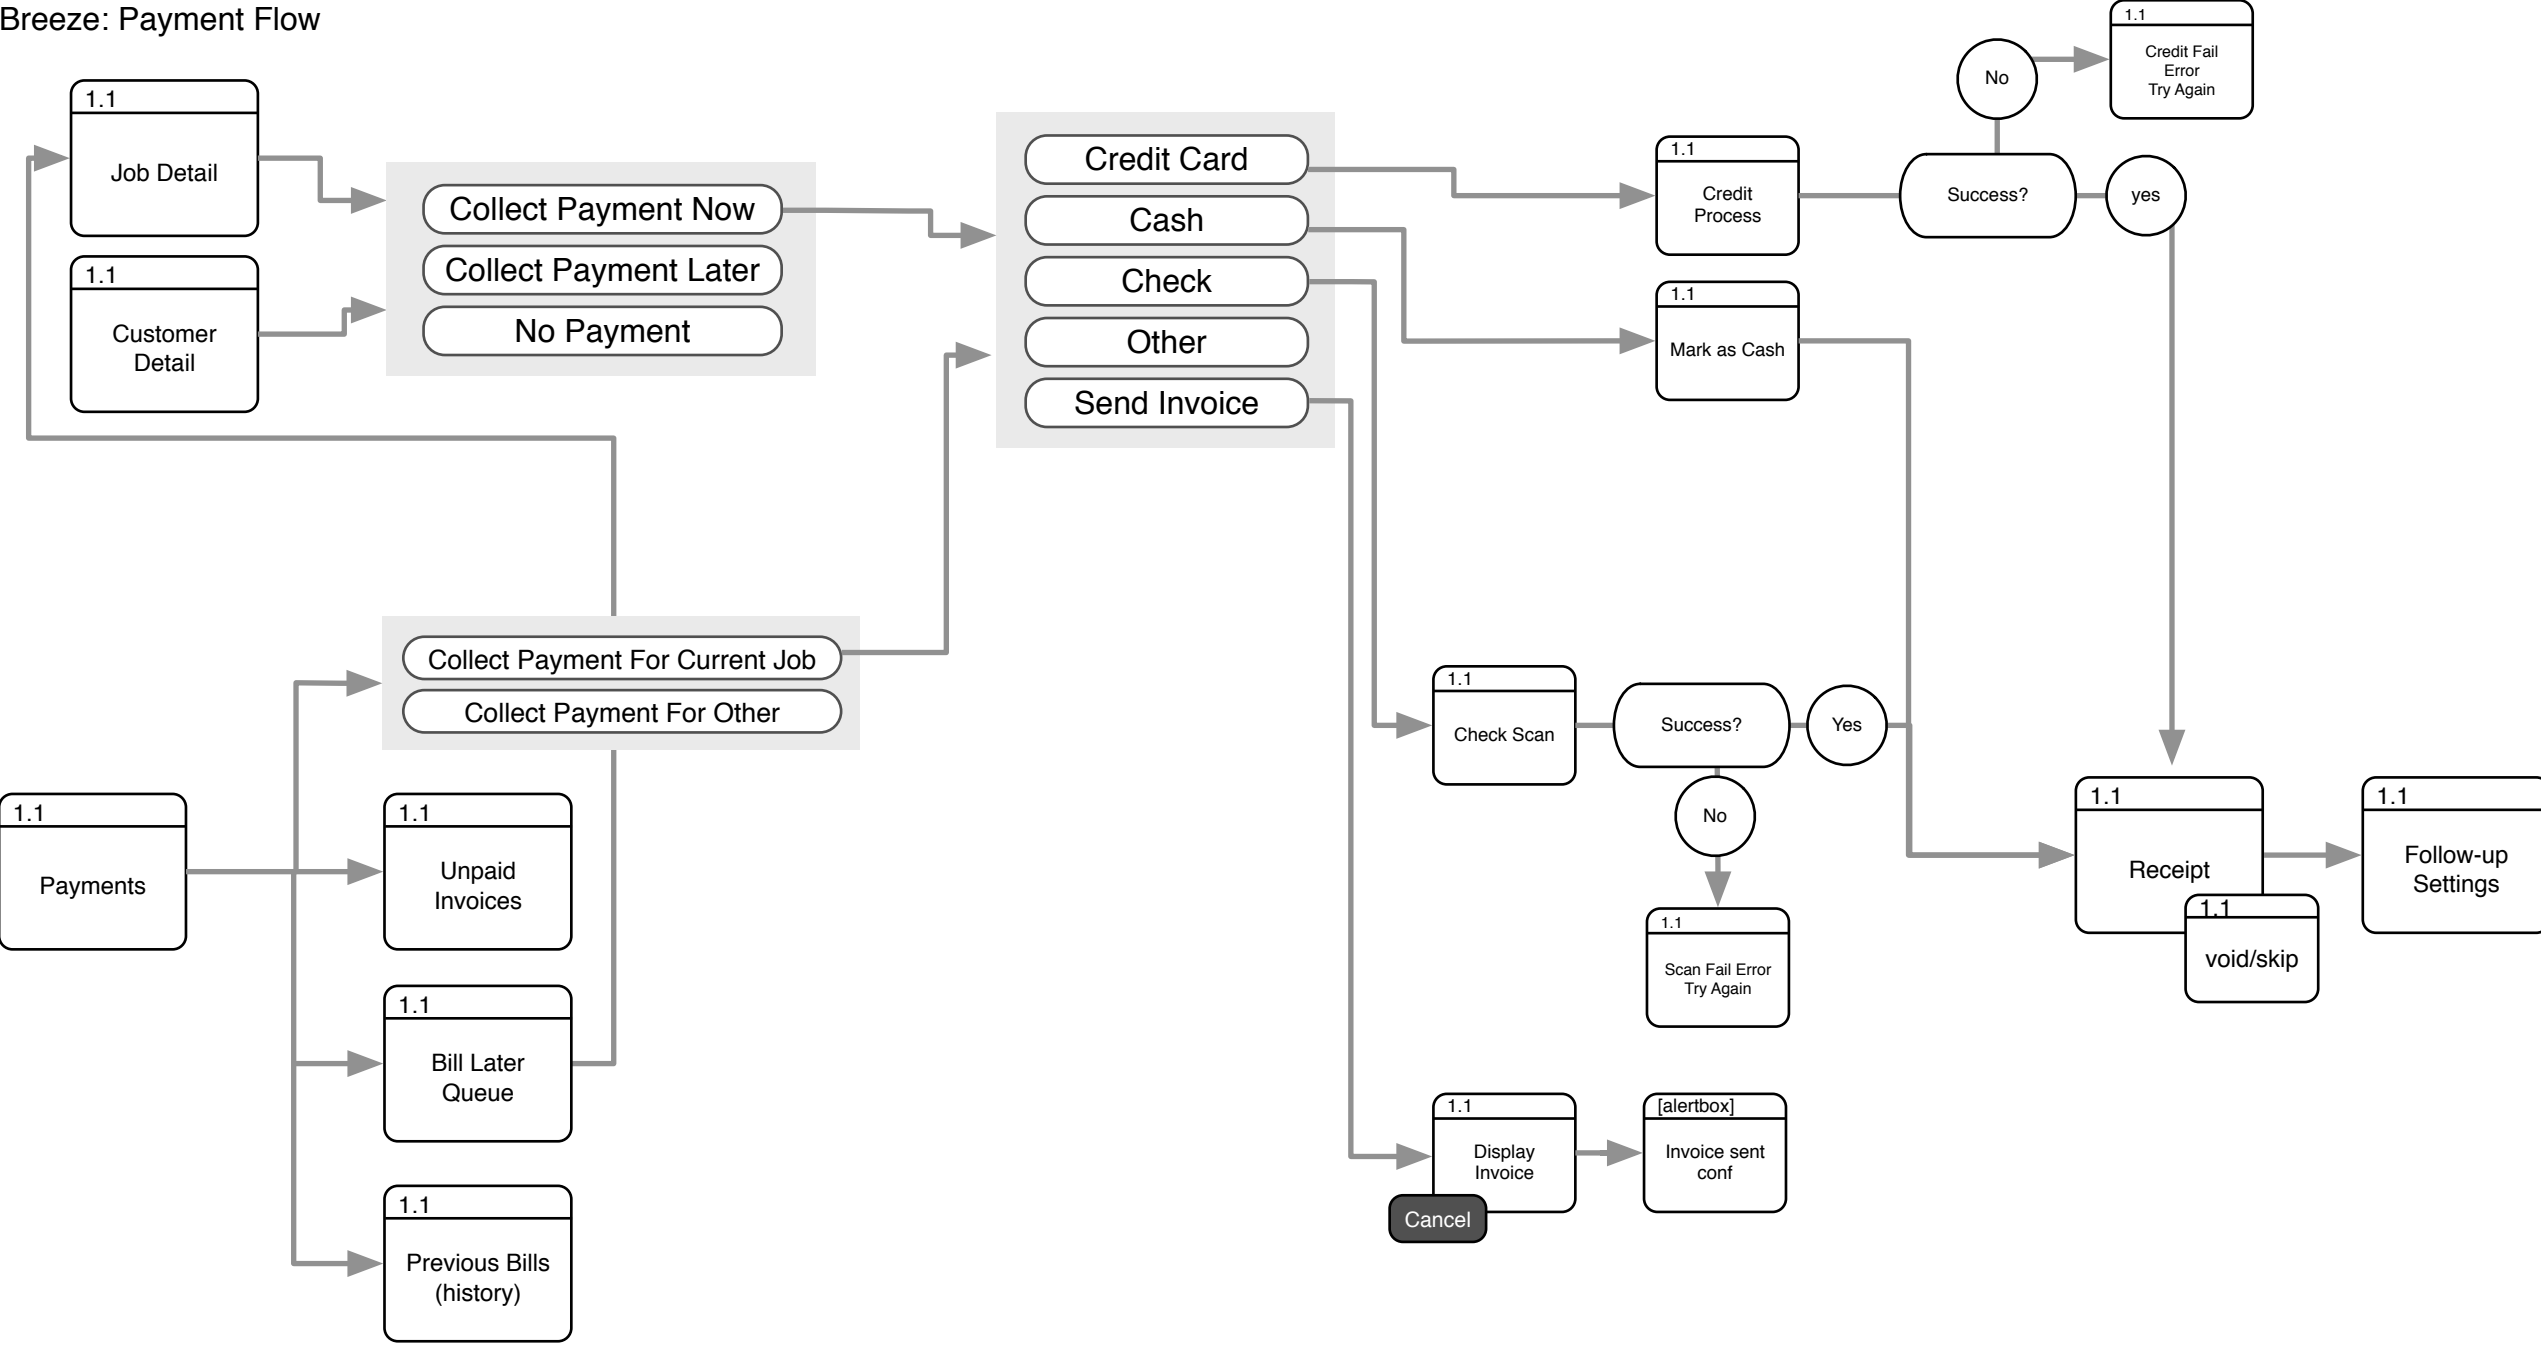 Breeze: Payment Flow
1.1
Job Detail
1.1
Customer
Detail
Collect Payment Now
Collect Payment Later
No Payment
Credit Card
Cash
Check
Other
Send Invoice
1.1
Credit
Process
Success?
No
1.1
Credit Fail
Error
Try Again
yes
1.1
Mark as Cash
Collect Payment For Current Job
Collect Payment For Other
1.1
Payments
1.1
Unpaid
Invoices
1.1
Bill Later
Queue
1.1
Previous Bills
(history)
1.1
Check Scan
Success?
Yes
No
1.1
Scan Fail Error
Try Again
1.1
Receipt
1.1
void/skip
1.1
Follow-up
Settings
1.1
Display
Invoice
Cancel
[alertbox]
Invoice sent
conf